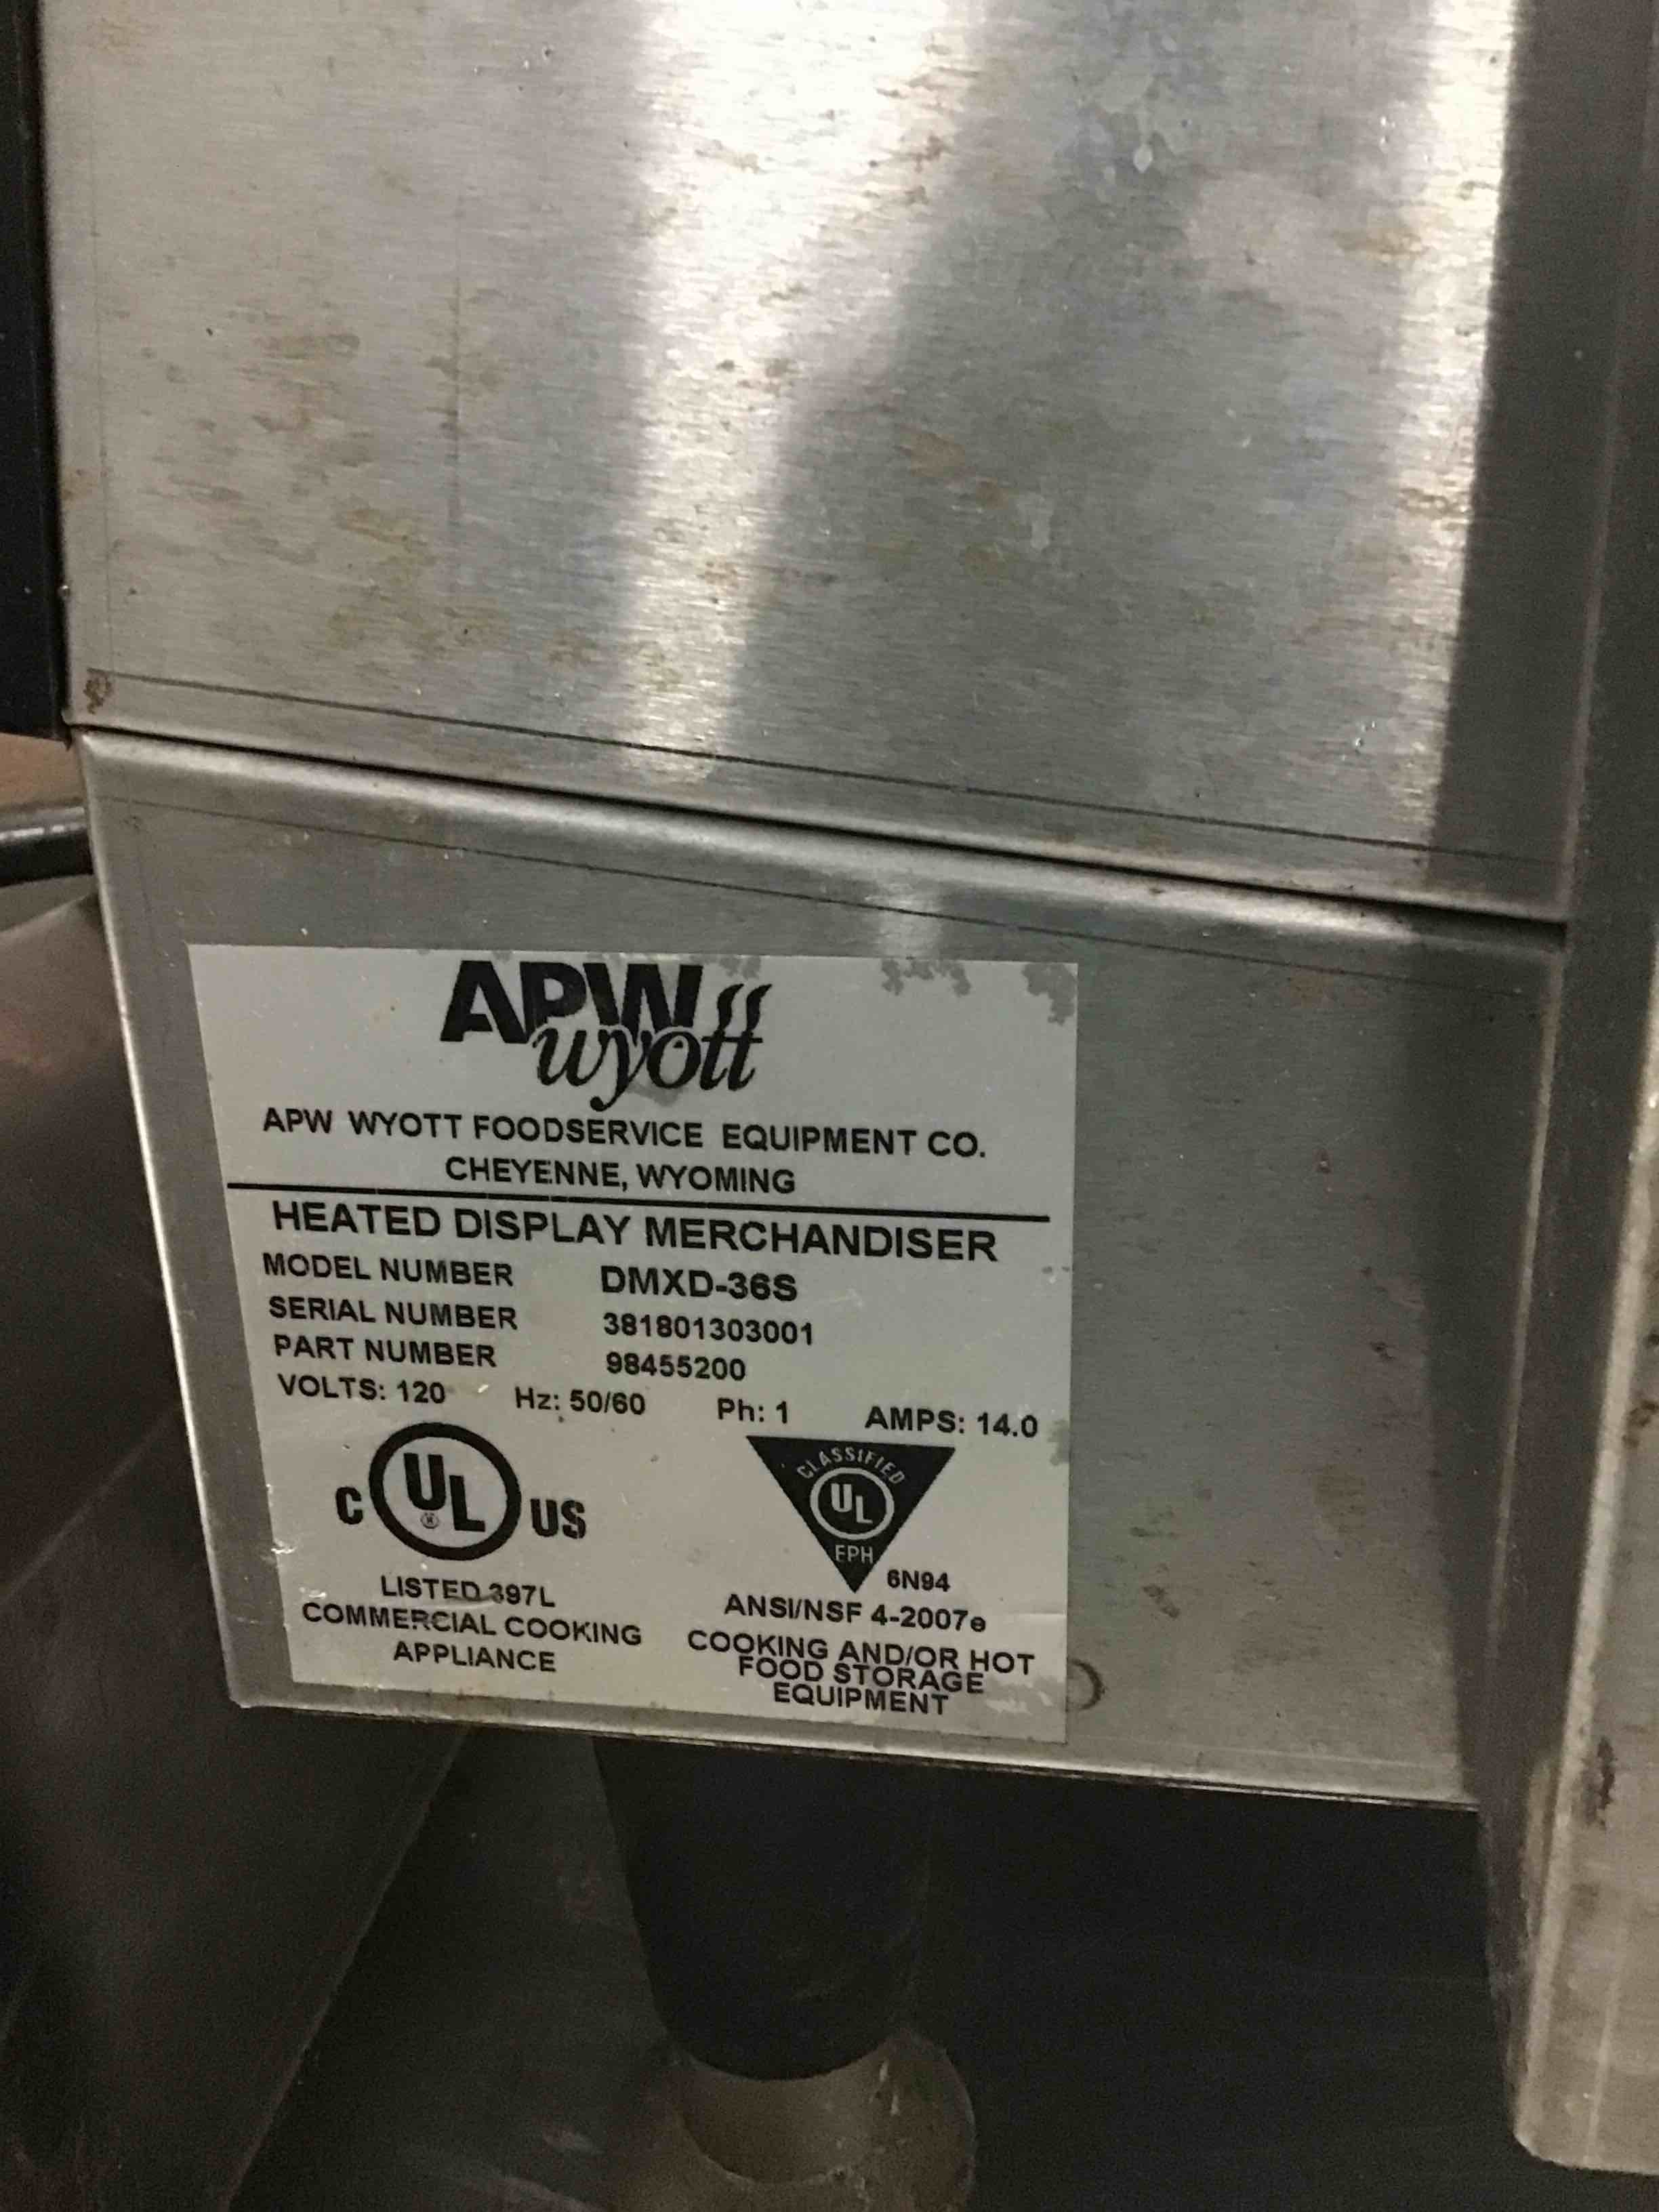 APW
wyott
APW WYOTT FOODSERVICE EQUIPMENT CO.
CHEYENNE, WYOMING
HEATED DISPLAY MERCHANDISER
MODEL NUMBER DMXD-36S
SERIAL NUMBER 381801303001
PART NUMBER 98455200
VOLTS: 120 Hz: 50/60 Ph: 1 AMPS: 14.0
C UL ® US
LISTED 397L
COMMERCIAL COOKING
APPLIANCE
CLASSIFIED
UL
EPH
6N94
ANSI/NSF 4-2007e
COOKING AND/OR HOT
FOOD STORAGE
EQUIPMENT